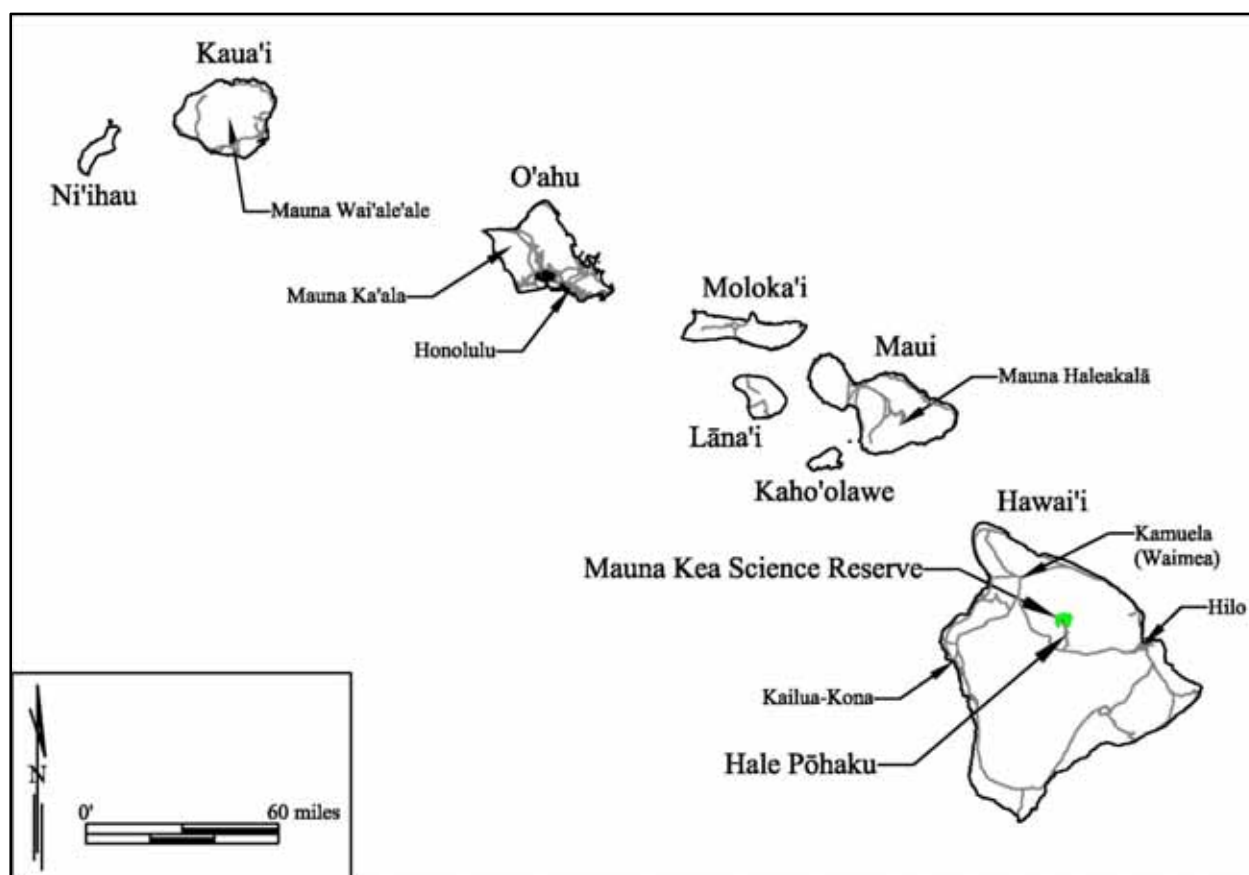 Kaua'i
Ni'ihau
Mauna Wai'ale'ale
O'ahu
Mauna Ka'ala
Honolulu
Moloka'i
Maui
Mauna Haleakalā
Lāna'i
Kaho'olawe
Hawai'i
Kamuela
(Waimea)
Mauna Kea Science Reserve
Hilo
Kailua-Kona
Hale Pōhaku
N
0' 60 miles